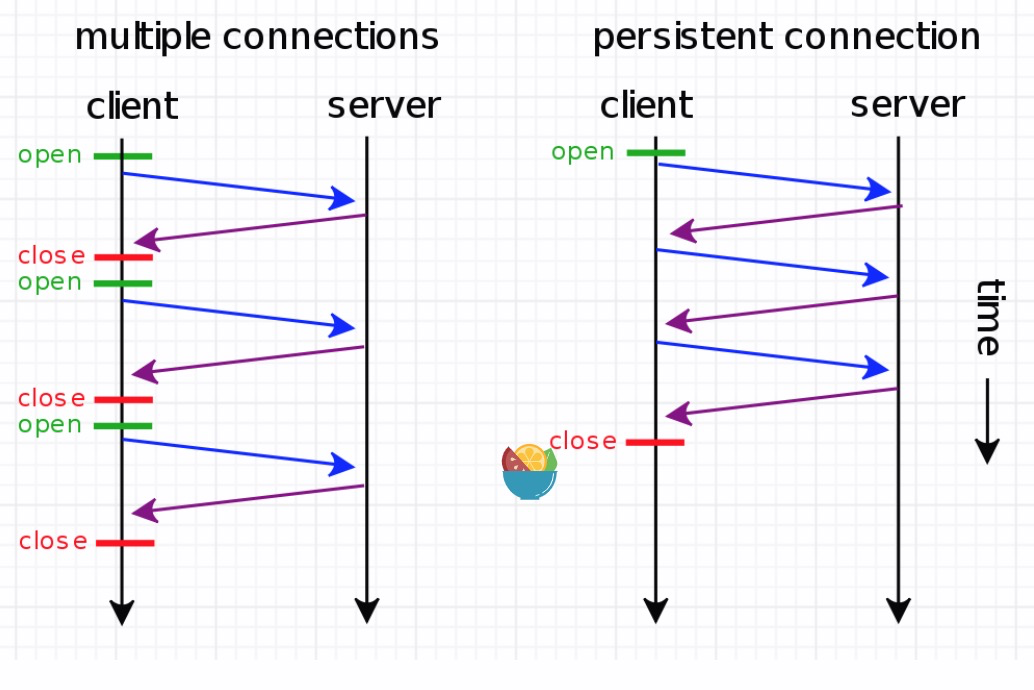 multiple connections
client
server
open
close
open
close
open
close
persistent connection
client
server
open
close
time